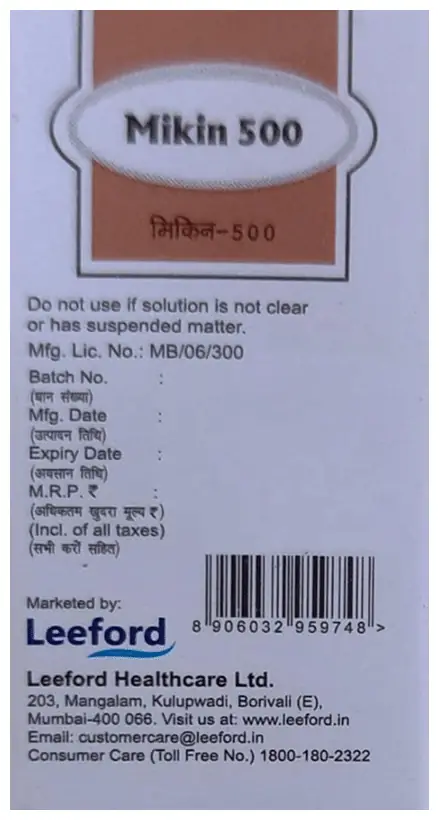 Mikin 500
मिकिन-500
Do not use if solution is not clear
or has suspended matter.
Mfg. Lic. No.: MB/06/300
Batch No. :
(घान संख्या)
Mfg. Date :
(उत्पादन तिथि)
Expiry Date :
(अवसान तिथि)
M.R.P. ₹ :
(अधिकतम खुदरा मूल्य ₹)
(Incl. of all taxes)
(सभी करों सहित)
Marketed by:
Leeford
8 906032 959748 >
Leeford Healthcare Ltd.
203, Mangalam, Kulupwadi, Borivali (E),
Mumbai-400 066. Visit us at: www.leeford.in
Email: customercare@leeford.in
Consumer Care (Toll Free No.) 1800-180-2322